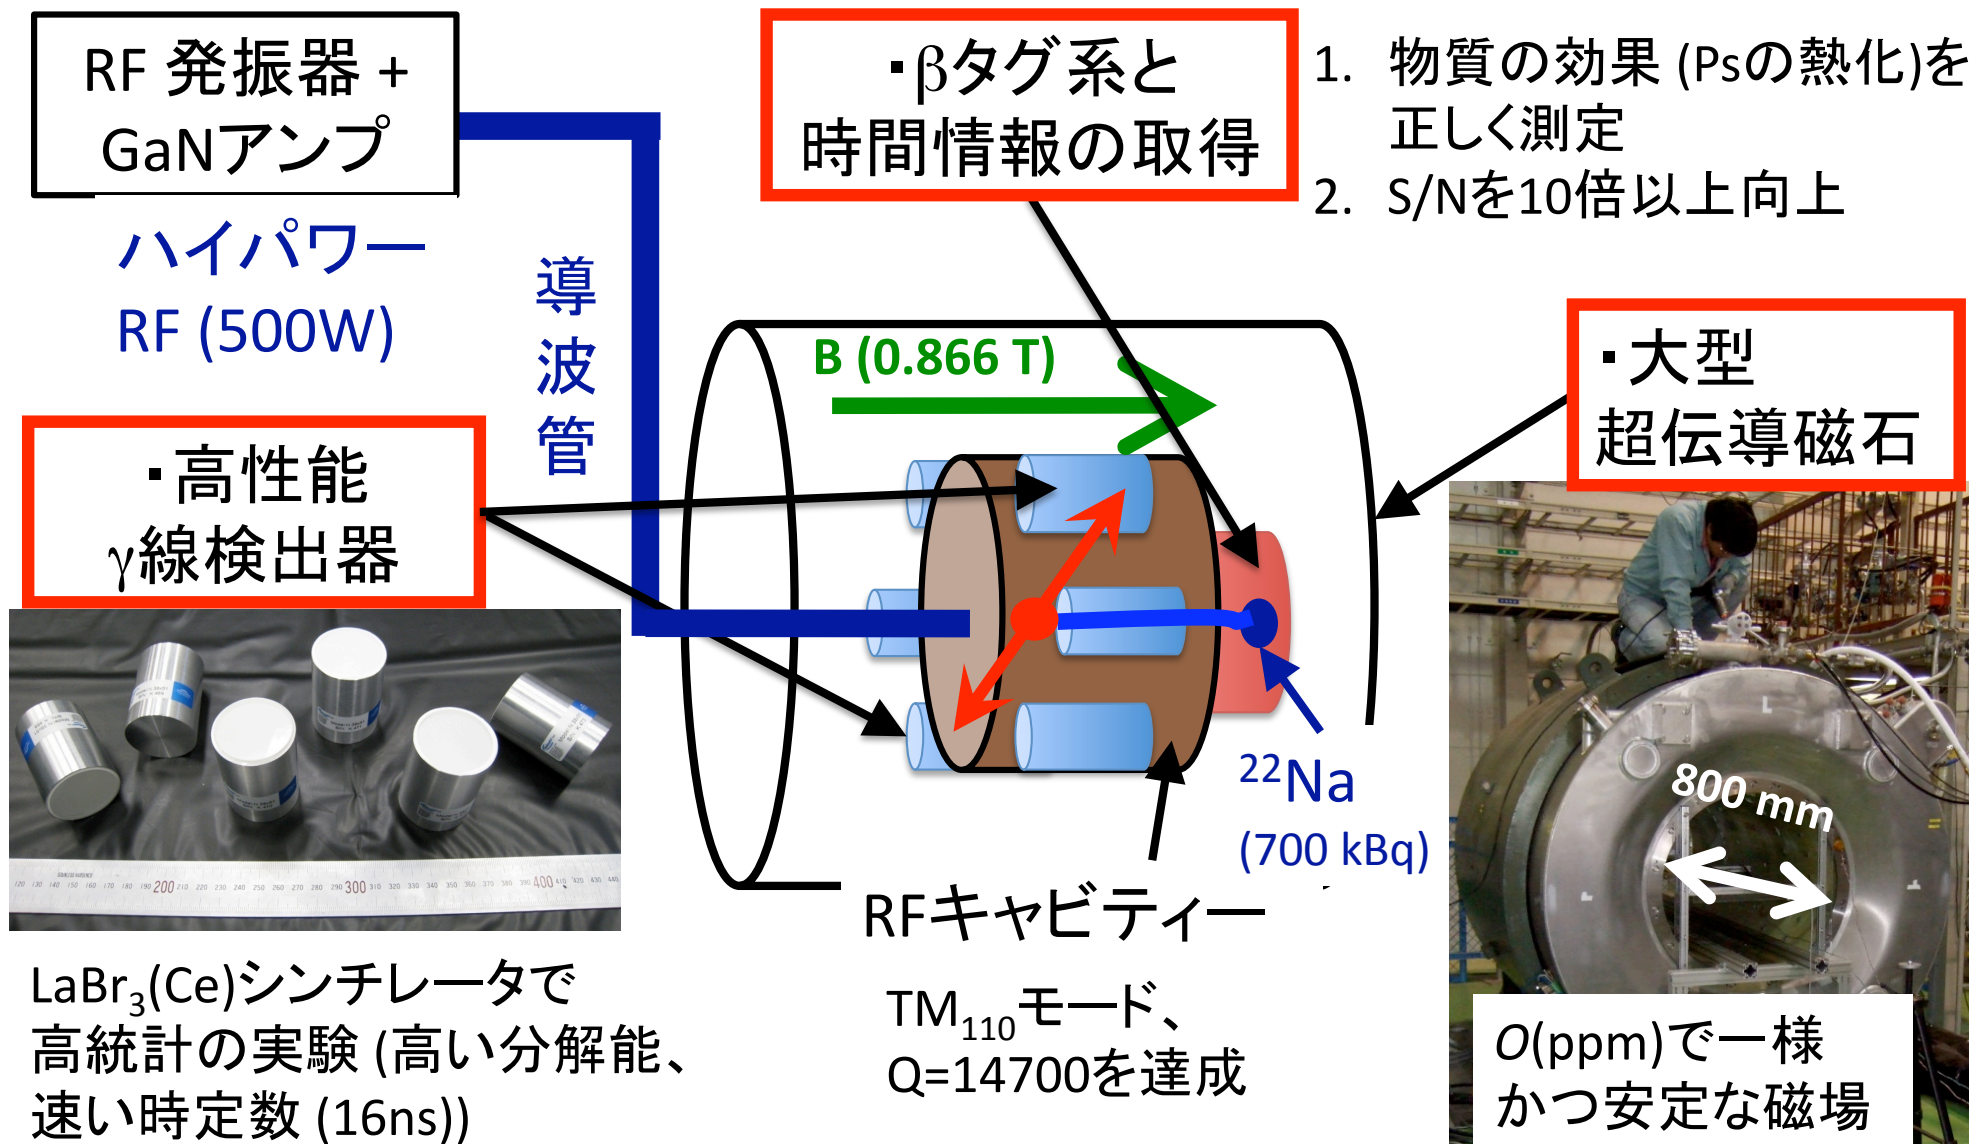 RF 発振器 +
GaNアンプ
ハイパワー
RF (500W)
導
波
管
・βタグ系と
時間情報の取得
1. 物質の効果 (Psの熱化)を
正しく測定
2. S/Nを10倍以上向上
B (0.866 T)
・大型
超伝導磁石
・高性能
γ線検出器
²²Na
(700 kBq)
800 mm
RFキャビティー
TM₁₁₀モード、
Q=14700を達成
LaBr₃(Ce)シンチレータで
高統計の実験 (高い分解能、
速い時定数 (16ns))
O(ppm)で一様
かつ安定な磁場
200
300
400